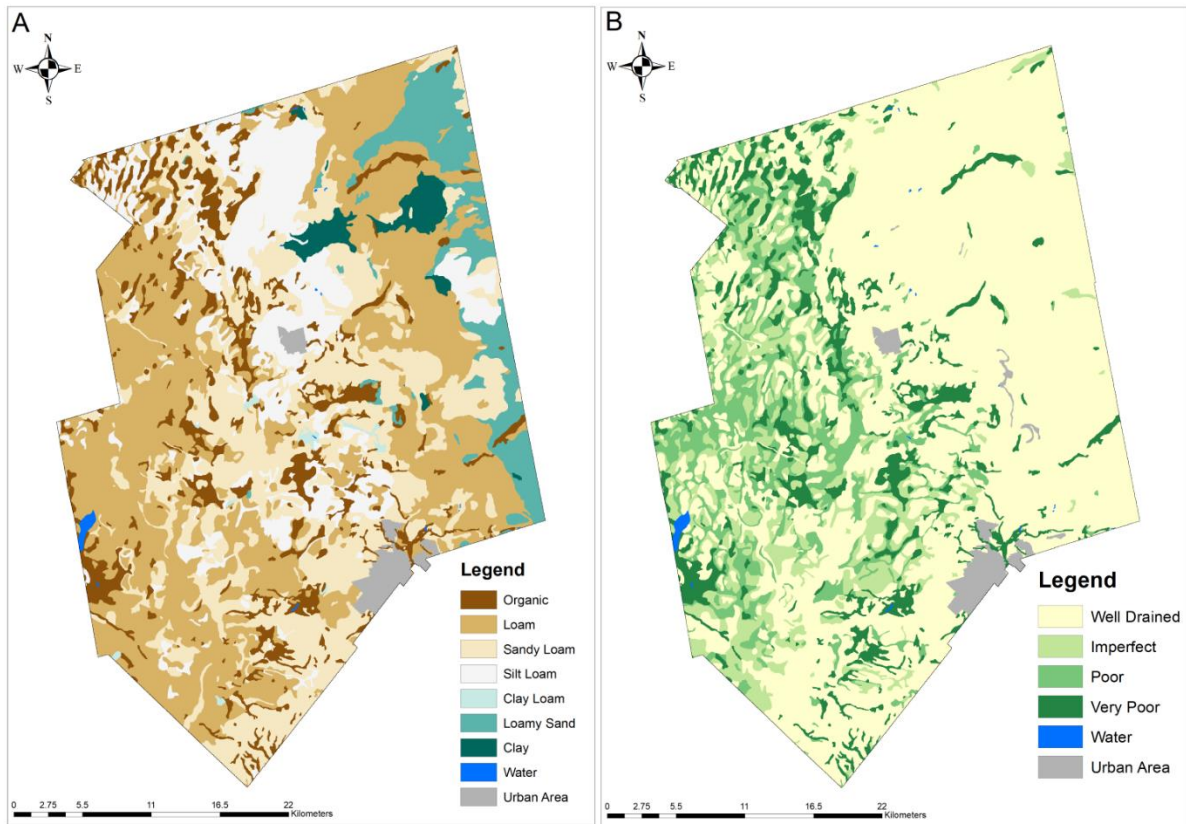 A
N
W E
S
Legend
Organic
Loam
Sandy Loam
Silt Loam
Clay Loam
Loamy Sand
Clay
Water
Urban Area
0 2.75 5.5 11 16.5 22
Kilometers
B
N
W E
S
Legend
Well Drained
Imperfect
Poor
Very Poor
Water
Urban Area
0 2.75 5.5 11 16.5 22
Kilometers